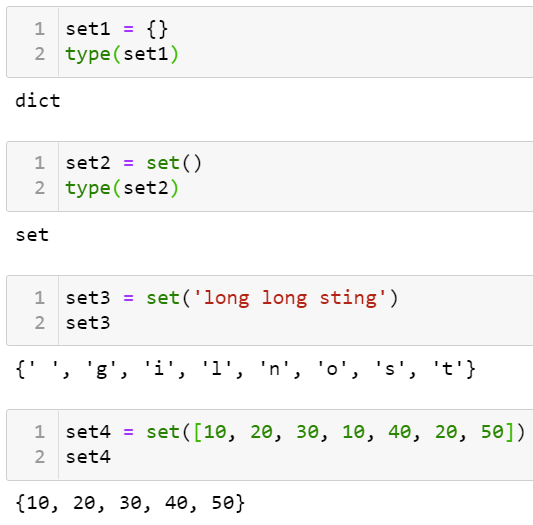 1 set1 = {}
2 type(set1)
dict
1 set2 = set()
2 type(set2)
set
1 set3 = set('long long sting')
2 set3
{' ', 'g', 'i', 'l', 'n', 'o', 's', 't'}
1 set4 = set([10, 20, 30, 10, 40, 20, 50])
2 set4
{10, 20, 30, 40, 50}